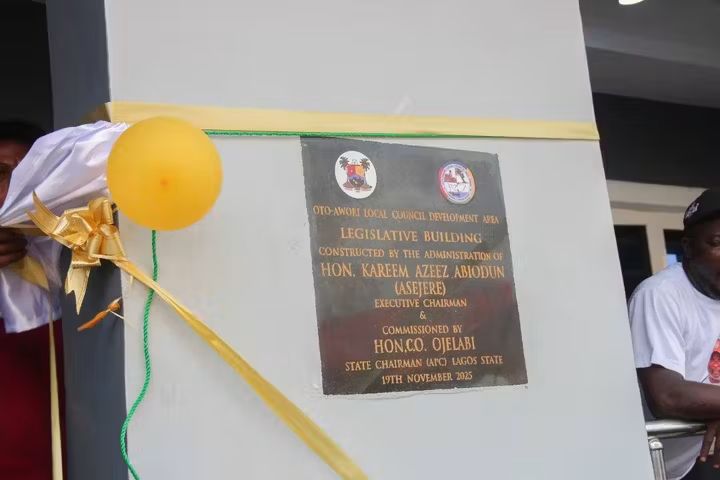 OTO-AWORI LOCAL COUNCIL DEVELOPMENT AREA
LEGISLATIVE BUILDING
CONSTRUCTED BY THE ADMINISTRATION OF
HON. KAREEM AZEEZ ABIODUN
(ASEJERE)
EXECUTIVE CHAIRMAN
&
COMMISSIONED BY
HON.C.O. OJELABI
STATE CHAIRMAN (APC) LAGOS STATE
19TH NOVEMBER 2025